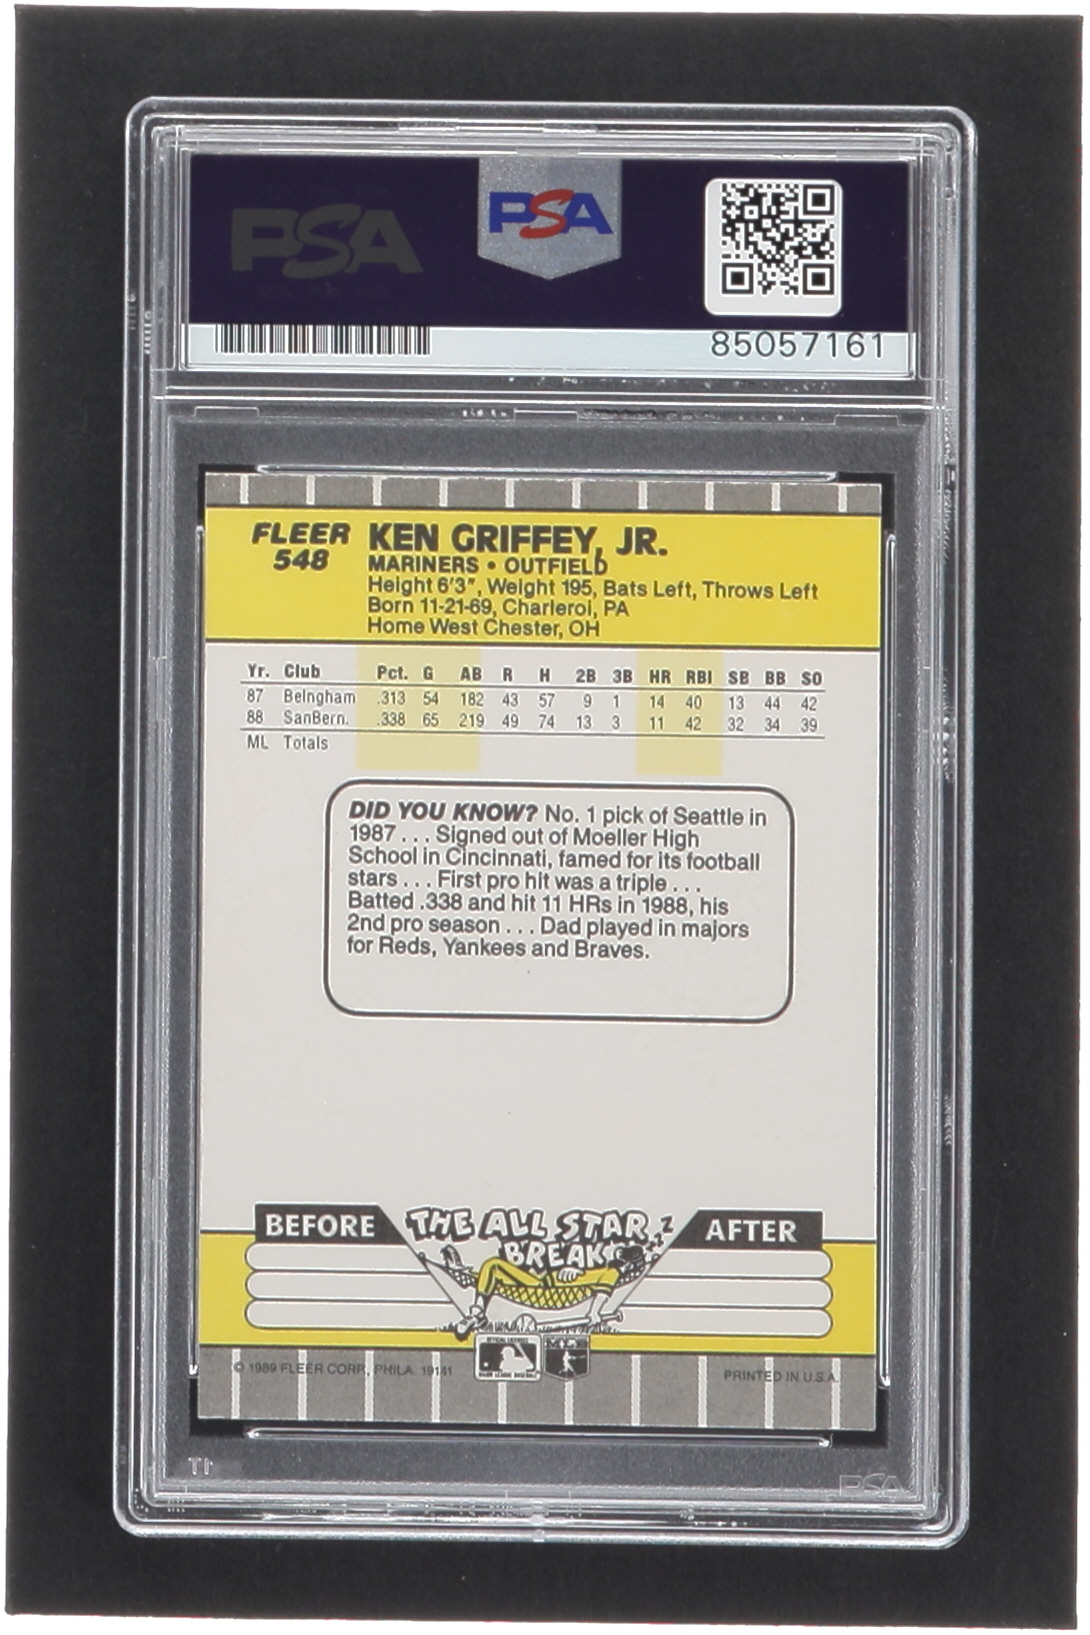 PSA
PSA
85057161
FLEER
548
KEN GRIFFEY, JR.
MARINERS • OUTFIELD
Height 6'3", Weight 195, Bats Left, Throws Left
Born 11-21-69, Charleroi, PA
Home West Chester, OH
Yr. Club Pct. G AB R H 2B 3B HR RBI SB BB SO
87 Belngham .313 54 182 43 57 9 1 14 40 13 44 42
88 SanBern. .338 65 219 49 74 13 3 11 42 32 34 39
ML Totals
DID YOU KNOW? No. 1 pick of Seattle in
1987 . . . Signed out of Moeller High
School in Cincinnati, famed for its football
stars . . . First pro hit was a triple . . .
Batted .338 and hit 11 HRs in 1988, his
2nd pro season . . . Dad played in majors
for Reds, Yankees and Braves.
BEFORE
THE ALL STAR
BREAK
Z
AFTER
MLB
© 1989 FLEER CORP., PHILA. 19141
PRINTED IN U.S.A.
PSA